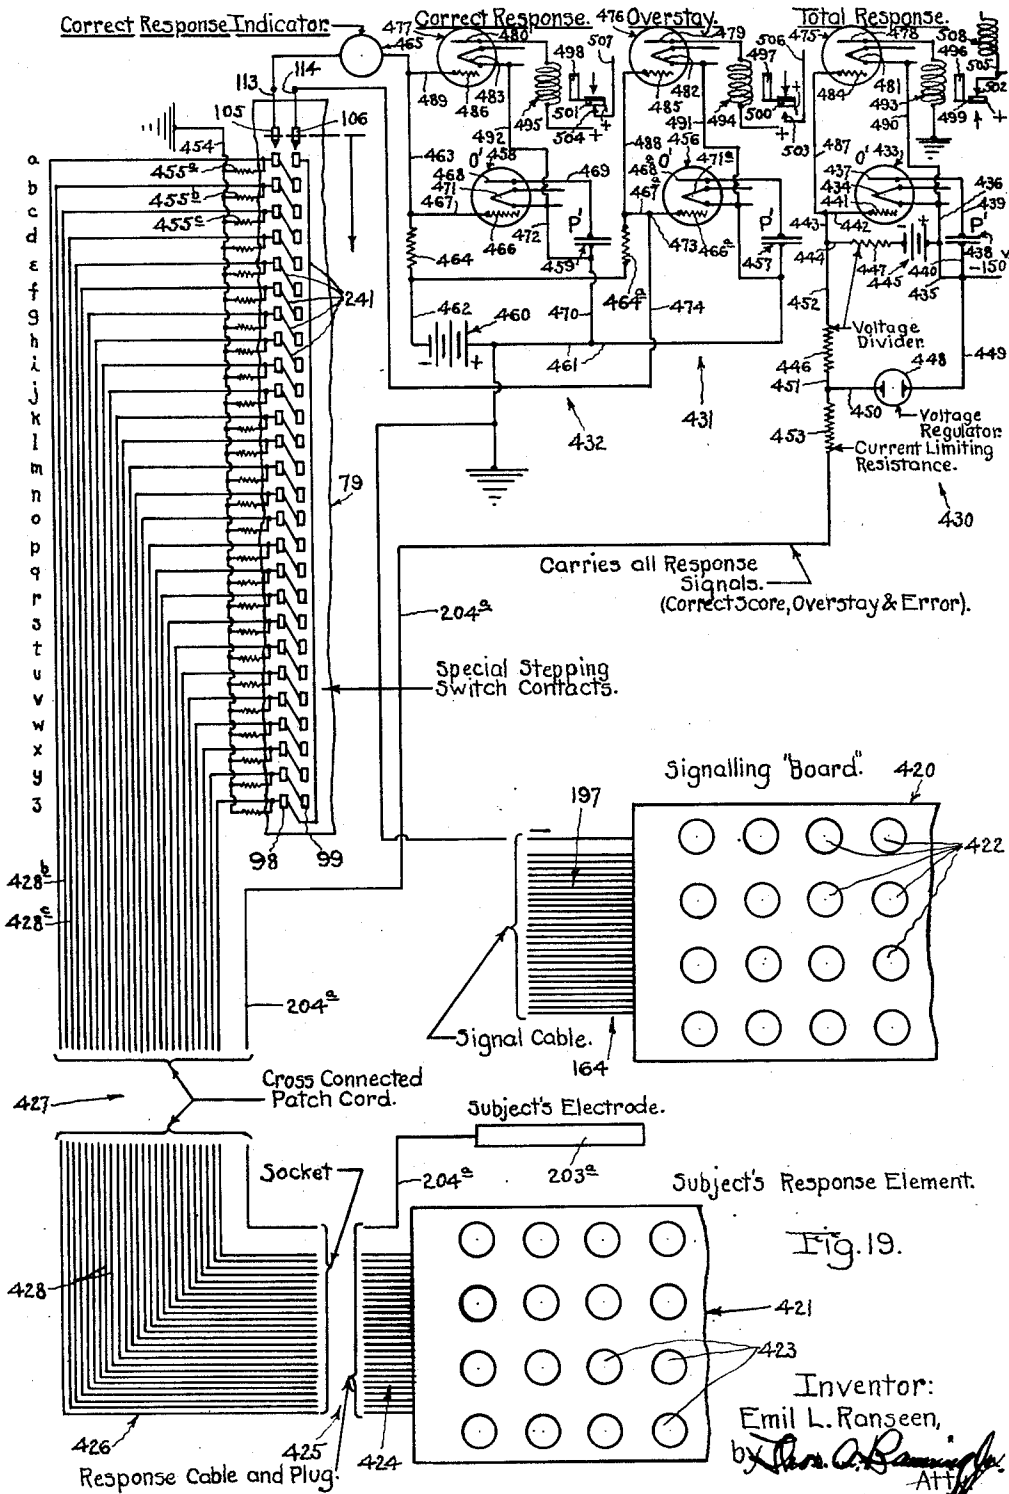 Correct Response Indicator.
Correct Response.
Overstay.
Total Response.
477 480 476 479 475 478 508
465 498 507 497 506 496 505
113 114 489 483 486 501 504 495 485 482 500 503 494 484 481 493 499 502
105 106 492 458 491 456 490
454 463 O' 469 488 O' 471ª 487 O' 433 436
468 471 467 468ª 467ª 437 434 441 439
455ª P' P' 443 442 P'
455b 466 472 473 466ª 444 447 438
455c 464 459 464ª 457 445 440 435 -150 V
241 462 460 470 461 474 452
Voltage
Divider.
446 448 449
451 450
431 432 453
Voltage
Regulator.
Current Limiting
Resistance.
430
a
b
c
d
e
f
g
h
i
j
k
l
m
n
o
p
q
r
s
t
u
v
w
x
y
z
79
Carries all Response
Signals.
(Correct Score, Overstay & Error).
204ª
Special Stepping
Switch Contacts.
98 99
Signalling "Board".
420
197
422
428b
428c
204ª
Signal Cable.
164
427
Cross Connected
Patch Cord.
Subject's Electrode.
Socket
204ª
203ª
Subject's Response Element.
Fig. 19.
428
421
423
426
425
424
Response Cable and Plug.
Inventor:
Emil L. Ranseen,
by
Att'y.